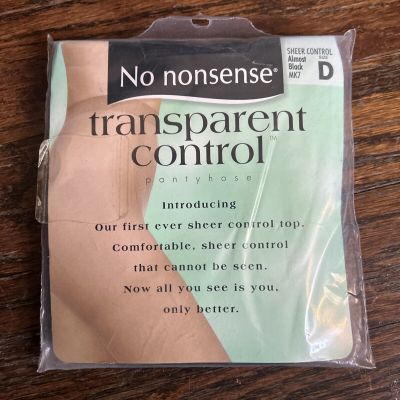 No nonsense®
SHEER CONTROL
Almost
Black
MK7
SIZE
D
transparent
control™
pantyhose
Introducing
Our first ever sheer control top.
Comfortable, sheer control
that cannot be seen.
Now all you see is you,
only better.